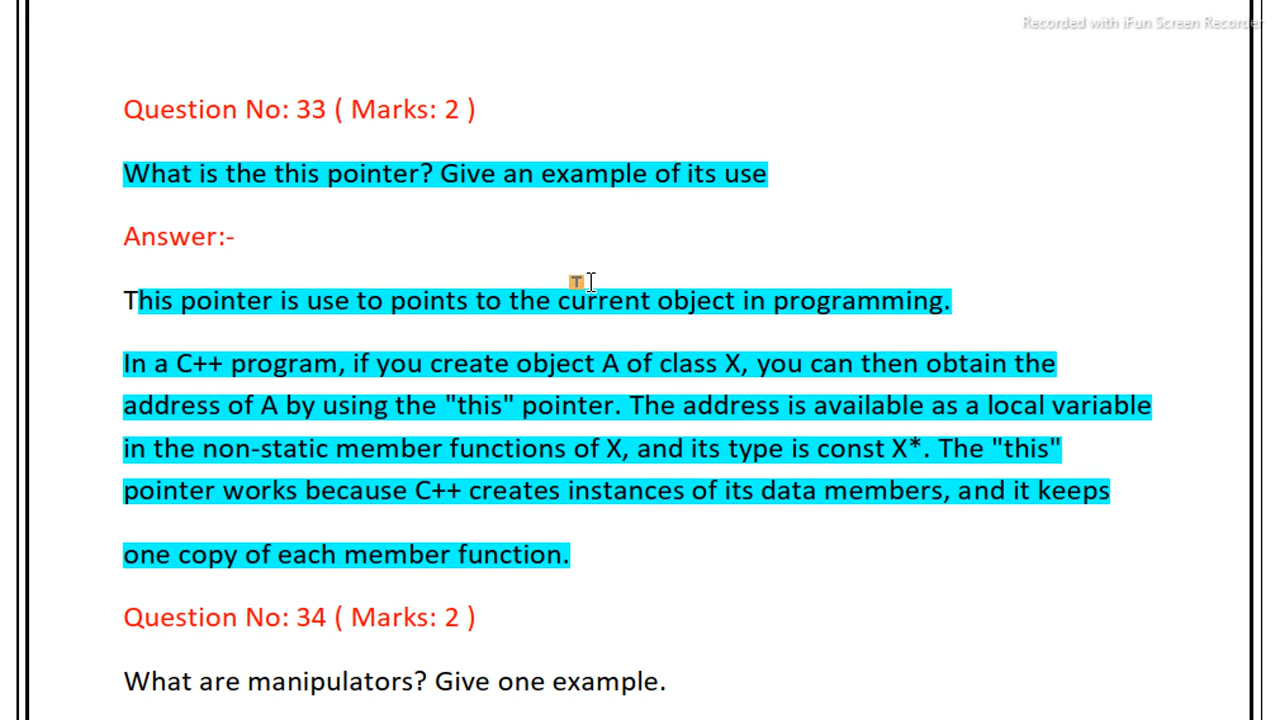 Recorded with iFun Screen Recorder
Question No: 33 ( Marks: 2 )
What is the this pointer? Give an example of its use
Answer:-
T
This pointer is use to points to the current object in programming.
In a C++ program, if you create object A of class X, you can then obtain the
address of A by using the "this" pointer. The address is available as a local variable
in the non-static member functions of X, and its type is const X*. The "this"
pointer works because C++ creates instances of its data members, and it keeps
one copy of each member function.
Question No: 34 ( Marks: 2 )
What are manipulators? Give one example.